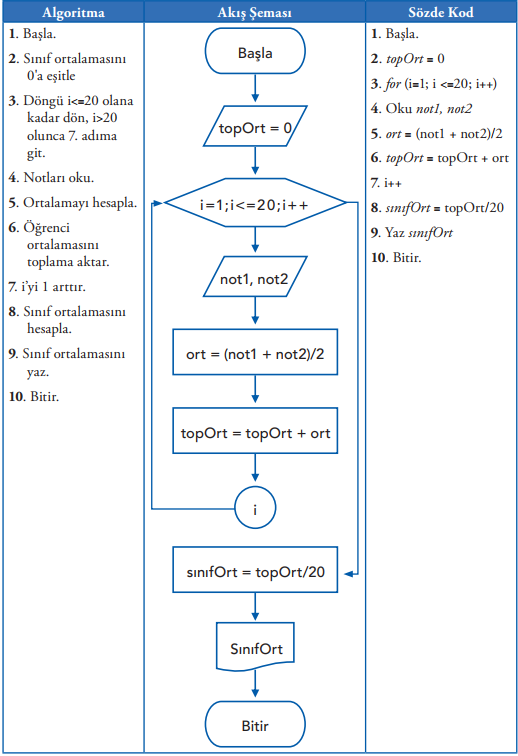 Algoritma
1. Başla.
2. Sınıf ortalamasını
0'a eşitle
3. Döngü i<=20 olana
kadar dön, i>20
olunca 7. adıma
git.
4. Notları oku.
5. Ortalamayı hesapla.
6. Öğrenci
ortalamasını
toplama aktar.
7. i'yi 1 arttır.
8. Sınıf ortalamasını
hesapla.
9. Sınıf ortalamasını
yaz.
10. Bitir.
Akış Şeması
Başla
topOrt = 0
i=1;i<=20;i++
not1, not2
ort = (not1 + not2)/2
topOrt = topOrt + ort
i
sınıfOrt = topOrt/20
SınıfOrt
Bitir
Sözde Kod
1. Başla.
2. topOrt = 0
3. for (i=1; i <=20; i++)
4. Oku not1, not2
5. ort = (not1 + not2)/2
6. topOrt = topOrt + ort
7. i++
8. sınıfOrt = topOrt/20
9. Yaz sınıfOrt
10. Bitir.